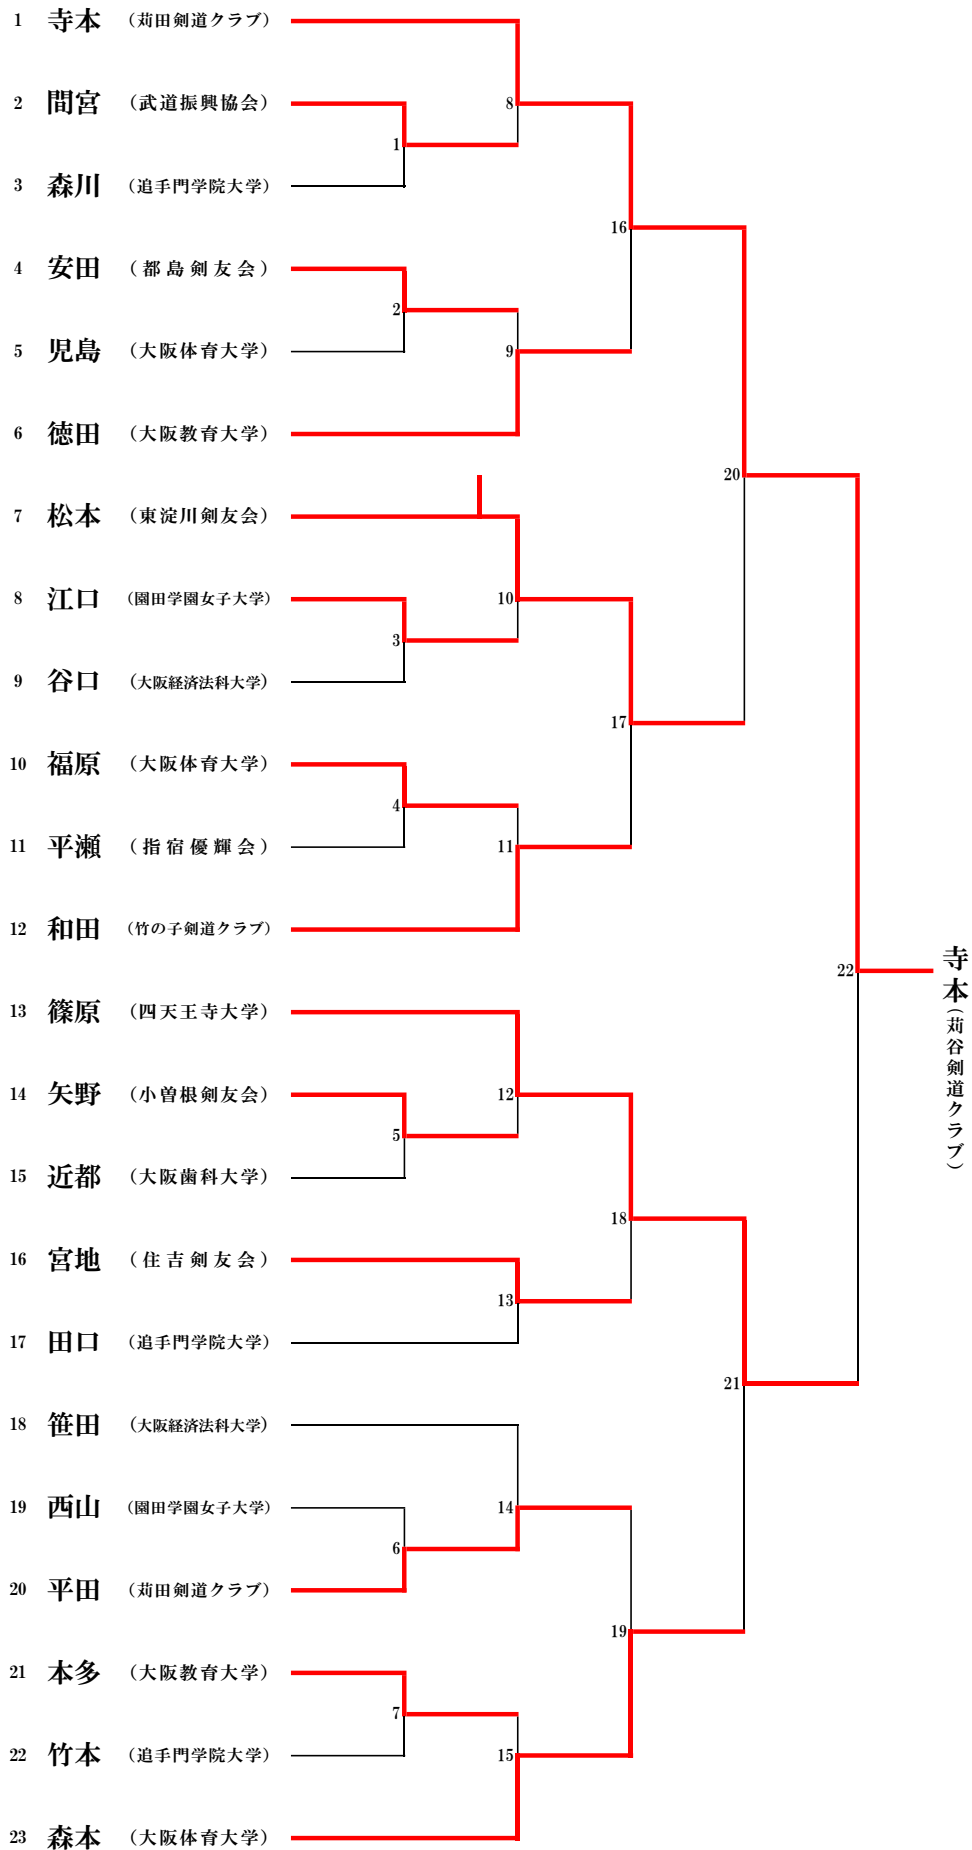 1 寺本 （苅田剣道クラブ）
2 間宮 （武道振興協会）
3 森川 （追手門学院大学）
4 安田 （都島剣友会）
5 児島 （大阪体育大学）
6 徳田 （大阪教育大学）
7 松本 （東淀川剣友会）
8 江口 （園田学園女子大学）
9 谷口 （大阪経済法科大学）
10 福原 （大阪体育大学）
11 平瀬 （指宿優輝会）
12 和田 （竹の子剣道クラブ）
13 篠原 （四天王寺大学）
14 矢野 （小曽根剣友会）
15 近都 （大阪歯科大学）
16 宮地 （住吉剣友会）
17 田口 （追手門学院大学）
18 笹田 （大阪経済法科大学）
19 西山 （園田学園女子大学）
20 平田 （苅田剣道クラブ）
21 本多 （大阪教育大学）
22 竹本 （追手門学院大学）
23 森本 （大阪体育大学）
1
2
3
4
5
6
7
8
9
10
11
12
13
14
15
16
17
18
19
20
21
22
寺本（苅谷剣道クラブ）